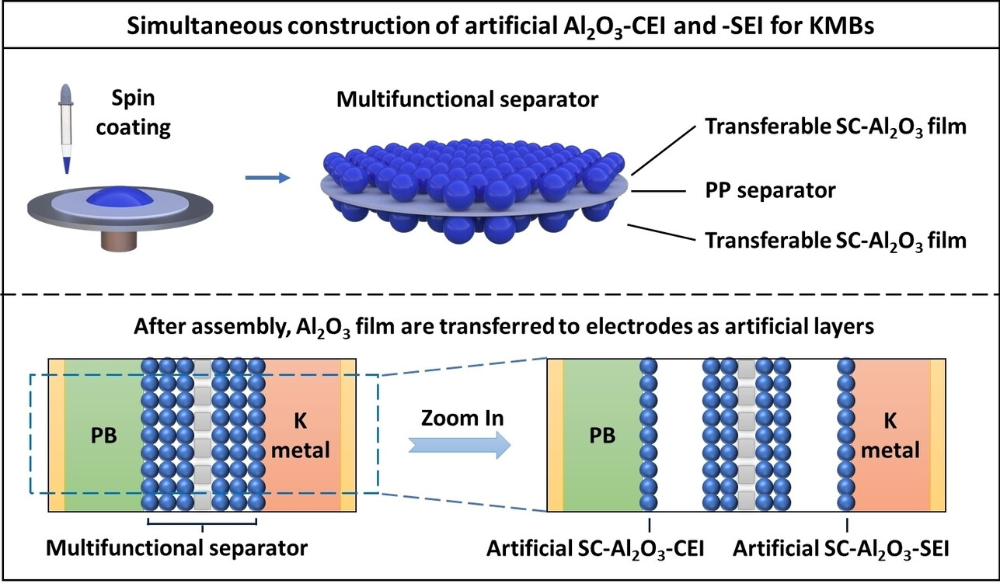 Simultaneous construction of artificial Al₂O₃-CEI and -SEI for KMBs
Spin
coating
Multifunctional separator
Transferable SC-Al₂O₃ film
PP separator
Transferable SC-Al₂O₃ film
After assembly, Al₂O₃ film are transferred to electrodes as artificial layers
PB
K
metal
Zoom In
PB
K
metal
Multifunctional separator
Artificial SC-Al₂O₃-CEI
Artificial SC-Al₂O₃-SEI